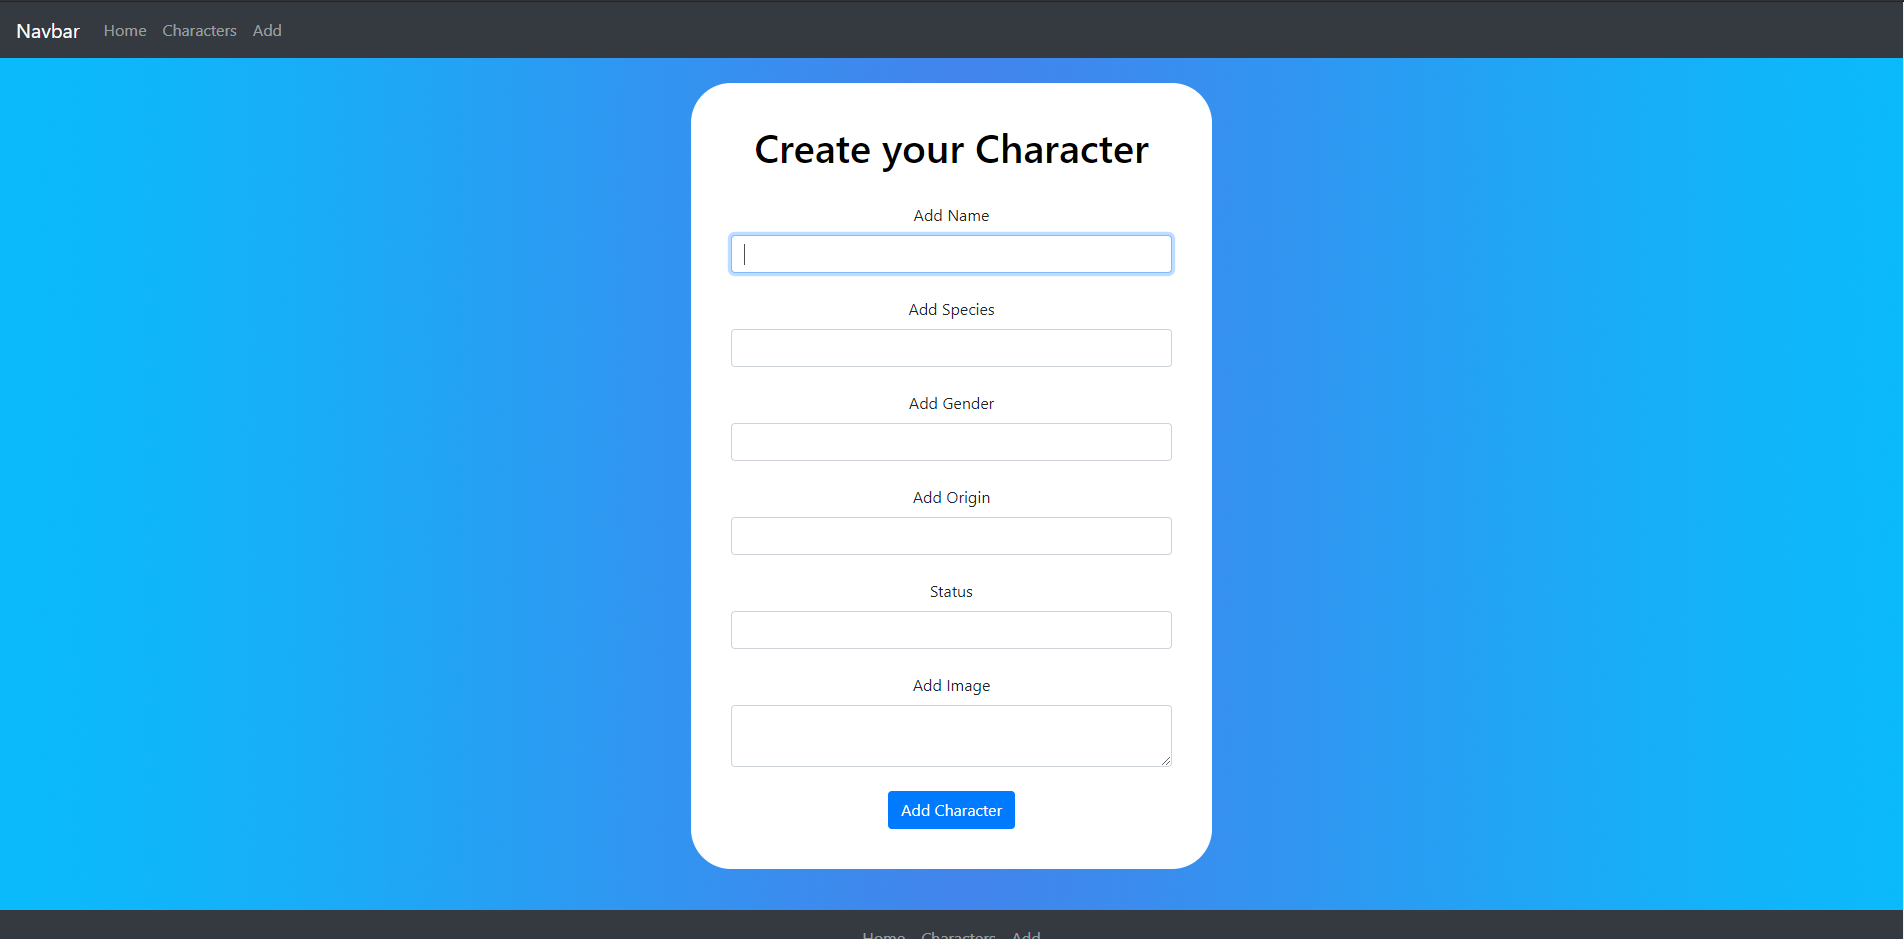 Navbar Home Characters Add
Create your Character
Add Name
Add Species
Add Gender
Add Origin
Status
Add Image
Add Character
Home Characters Add